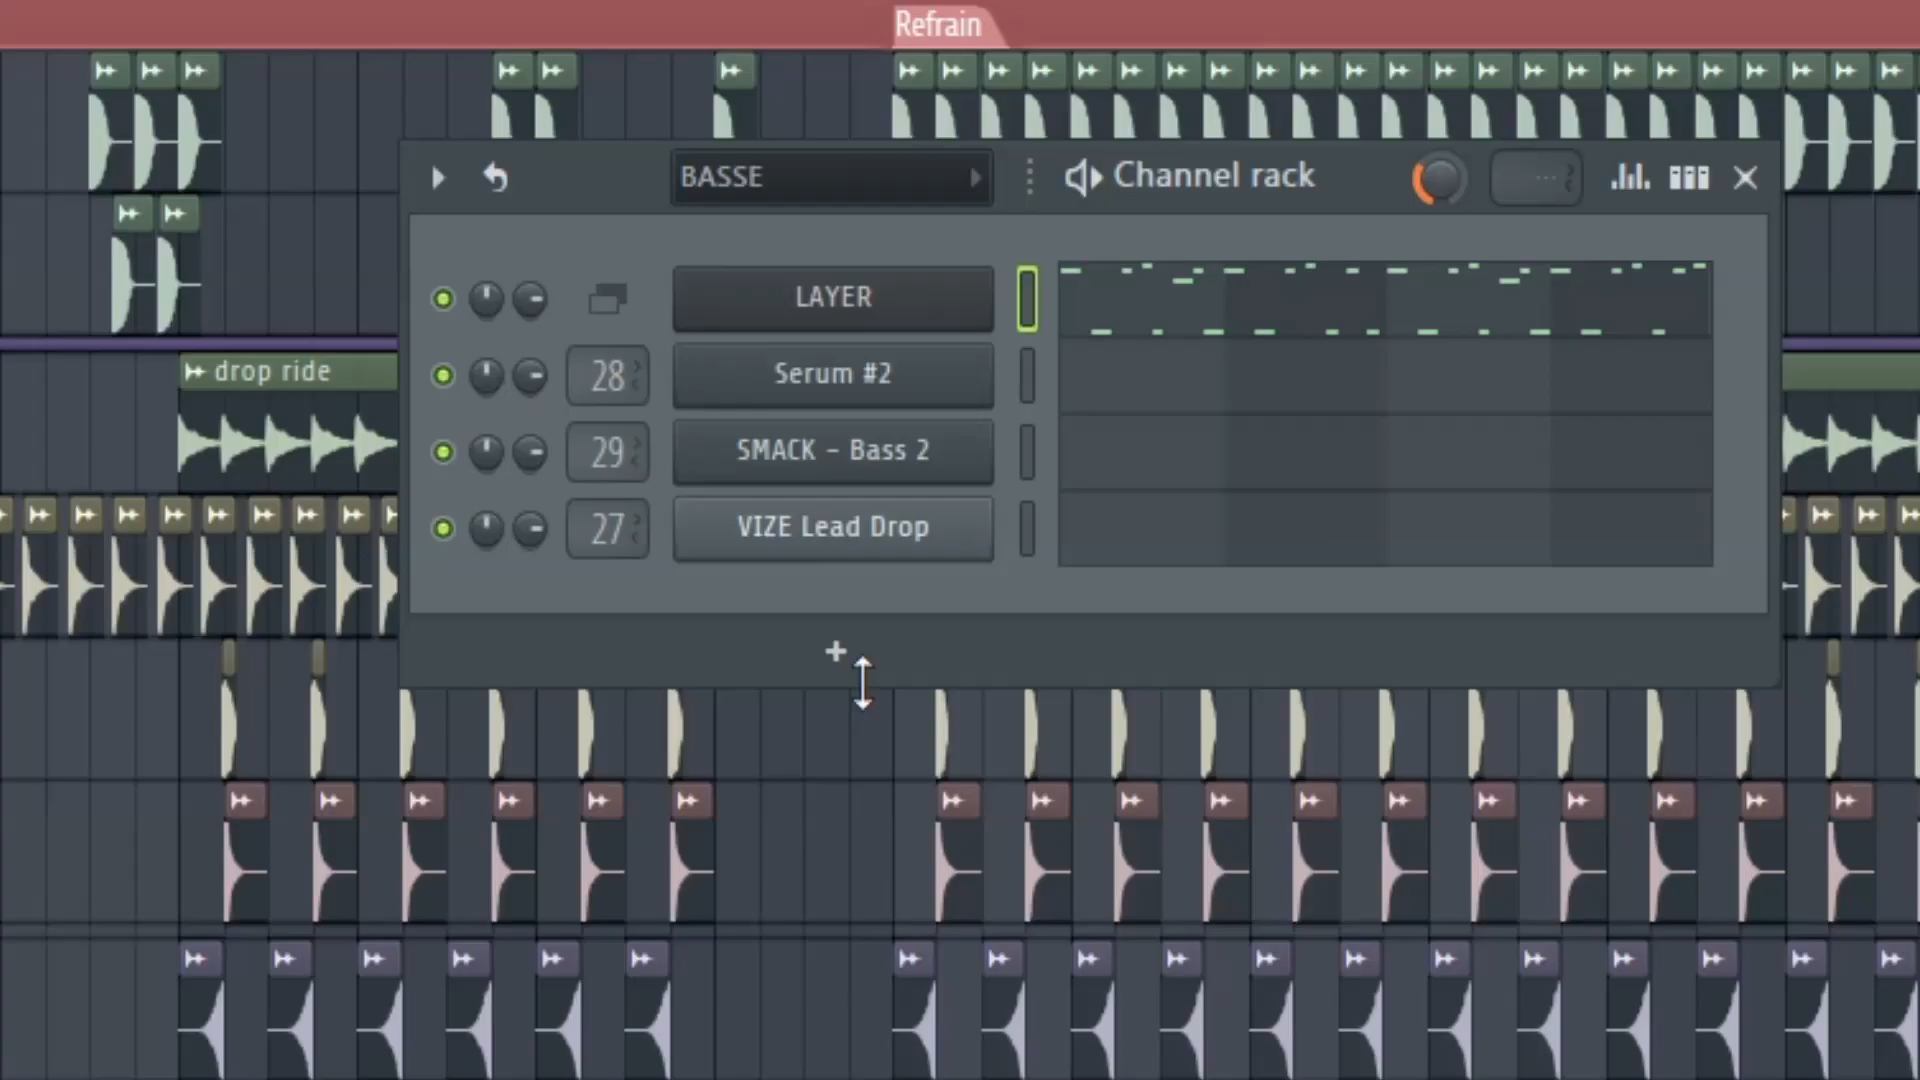 Refrain
BASSE
Channel rack
LAYER
28
Serum #2
drop ride
29
SMACK - Bass 2
27
VIZE Lead Drop